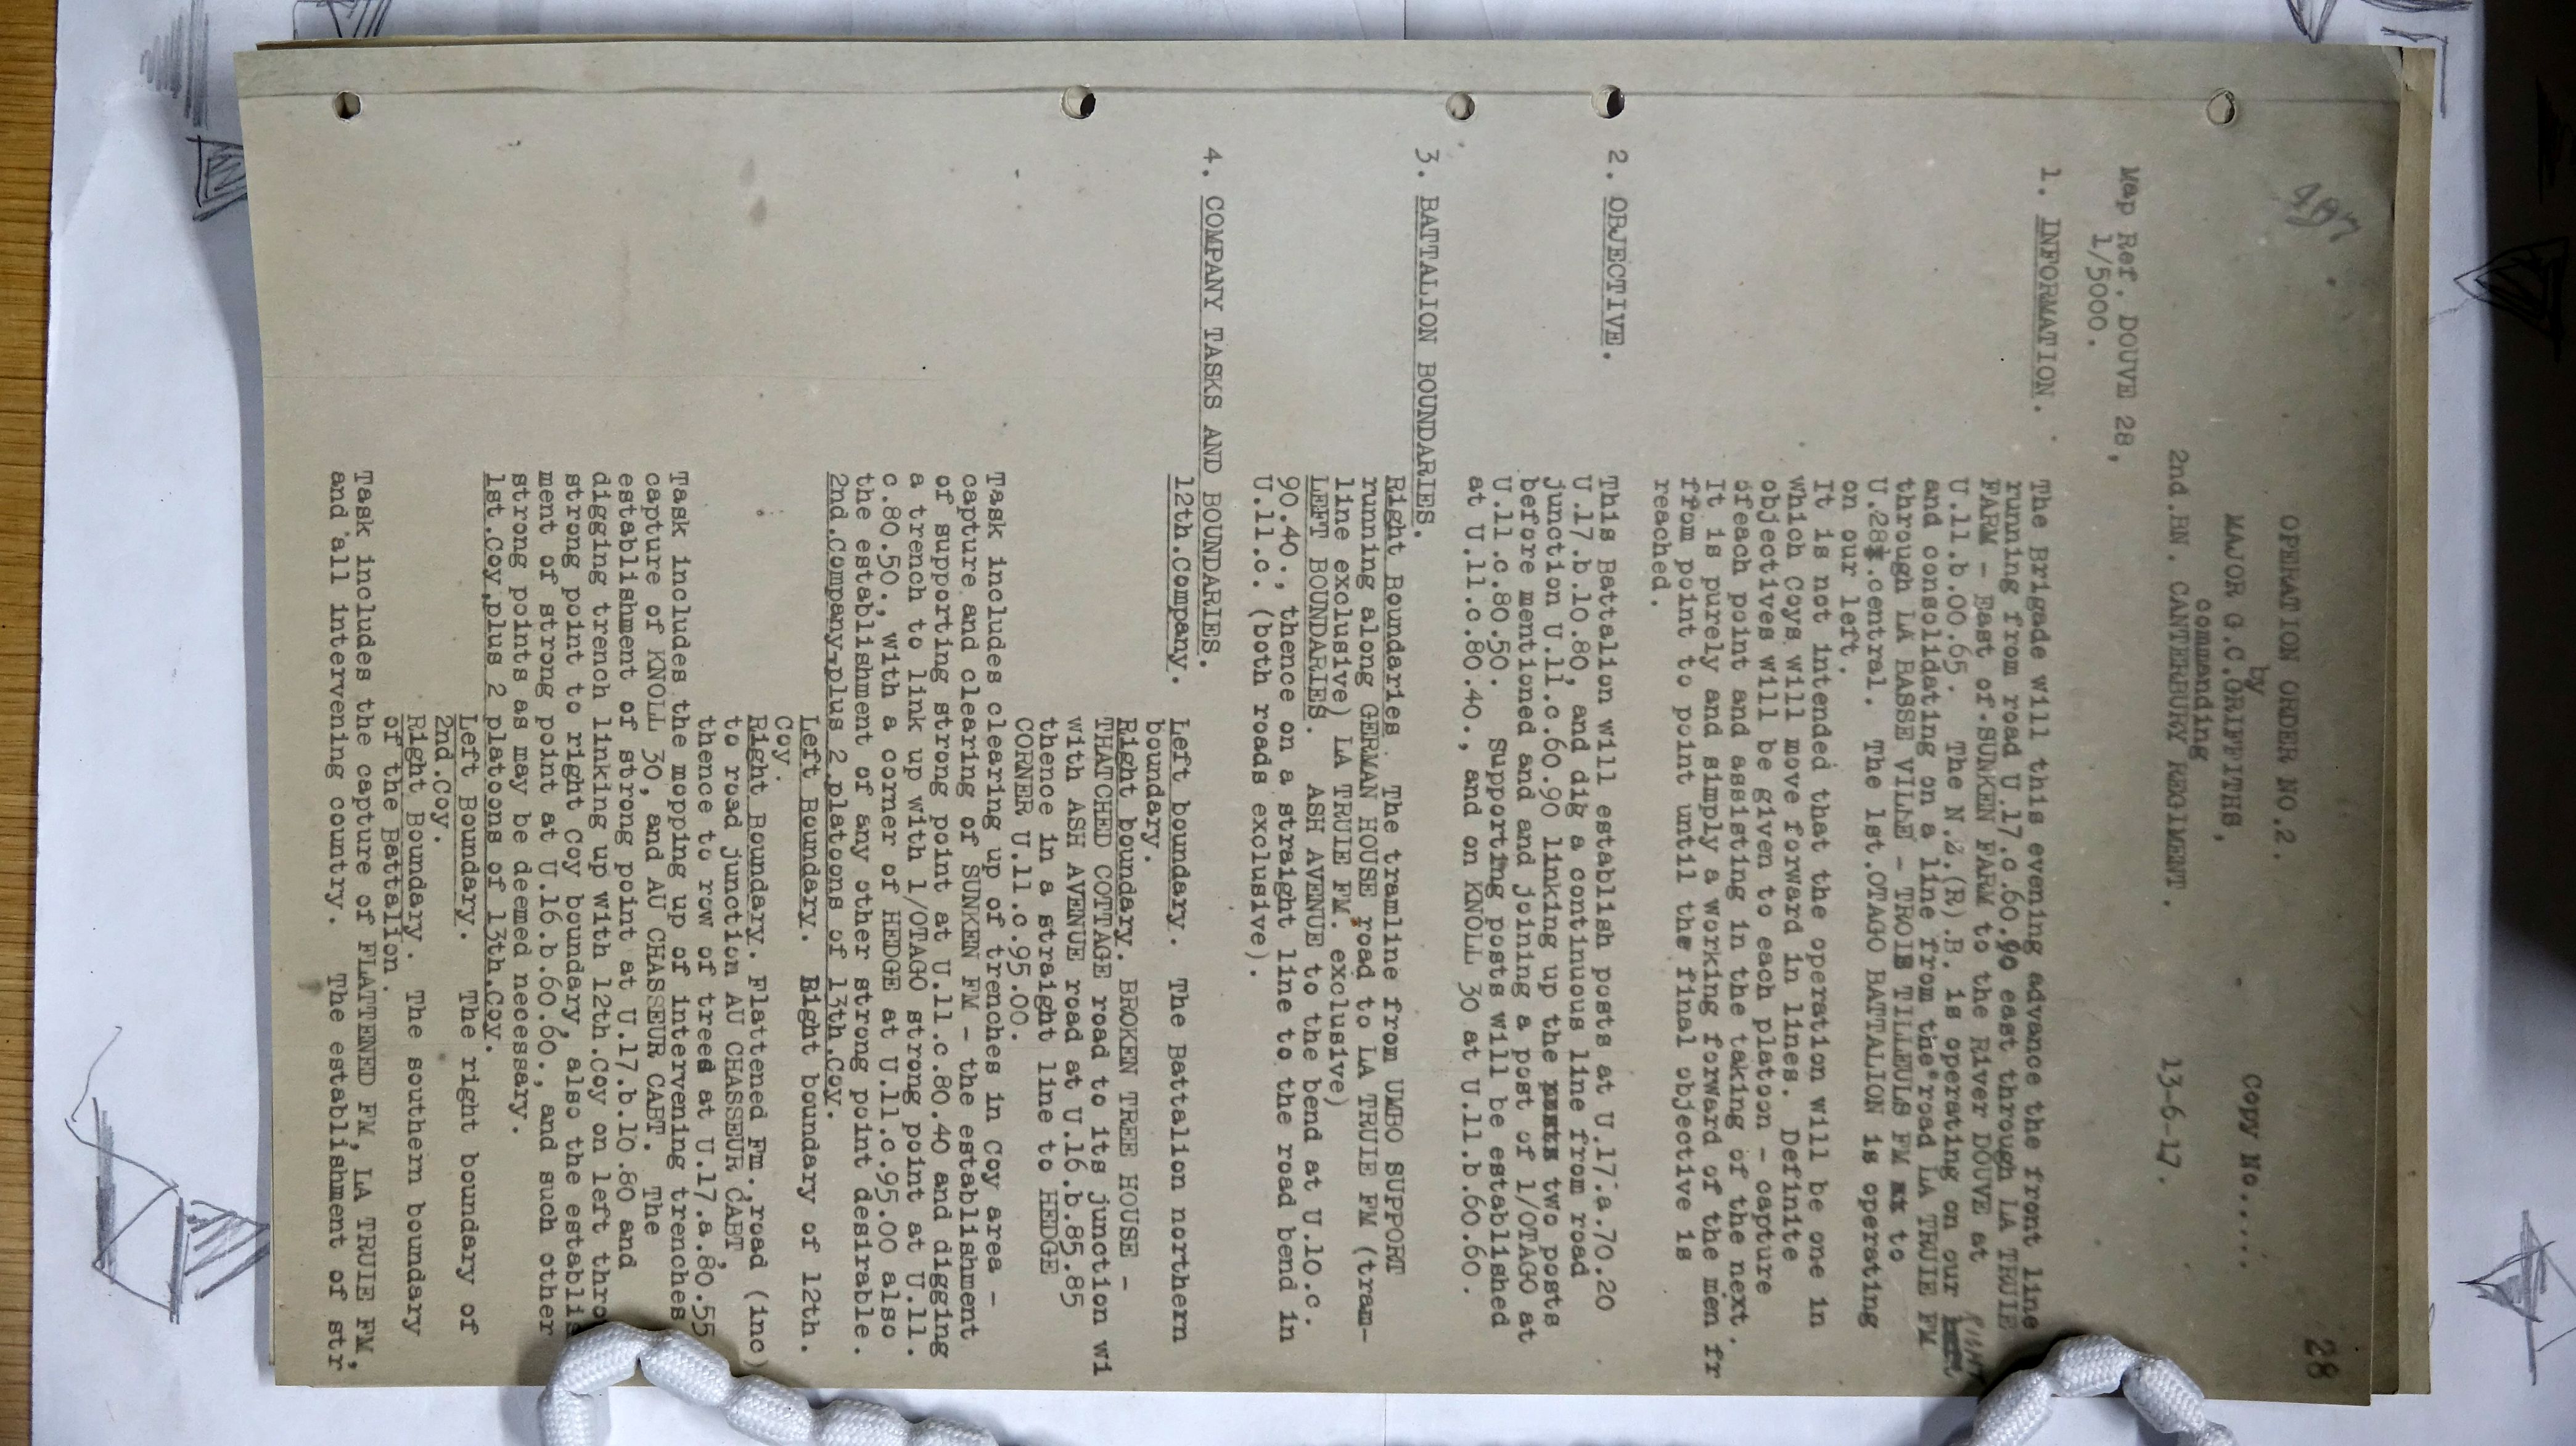 28
OPERATION ORDER NO.2.
by
MAJOR G.C.GRIFFITHS, Copy No.....
commanding
2nd.BN. CANTERBURY REGIMENT. 13-6-17.
Map Ref. DOUVE 28,
1/5000.
1. INFORMATION.
The Brigade will this evening advance the front line
running from road U.17.c.60.90 east through LA TRUIE
FARM - East of SUNKEN FARM to the River DOUVE at
U.11.b.00.65. The N.Z.(R).B. is operating on our right
and consolidating on a line from the road LA TRUIE FM
through LA BASSE VILLE - TROIS TILLEULS FM to
U.28.central. The 1st.OTAGO BATTALION is operating
on our left.
It is not intended that the operation will be one in
which Coys will move forward in lines. Definite
objectives will be given to each platoon - capture
of each point and assisting in the taking of the next.
It is purely and simply a working forward of the men fr
from point to point until the final objective is
reached.
2. OBJECTIVE.
This Battalion will establish posts at U.17.a.70.20
U.17.b.10.80, and dig a continuous line from road
junction U.11.c.60.90 linking up the two posts
before mentioned and and joining a post of 1/OTAGO at
U.11.c.80.50. Supporting posts will be established
at U.11.c.80.40., and on KNOLL 30 at U.11.b.60.60.
3. BATTALION BOUNDARIES.
Right Boundaries. The tramline from UMBO SUPPORT
running along GERMAN HOUSE road to LA TRUIE FM (tram-
line exclusive) LA TRUIE FM. exclusive)
LEFT BOUNDARIES. ASH AVENUE to the bend at U.10.c.
90.40., thence on a straight line to the road bend in
U.11.c. (both roads exclusive).
4. COMPANY TASKS AND BOUNDARIES.
12th.Company. Left boundary. The Battalion northern
boundary.
Right boundary. BROKEN TREE HOUSE -
THATCHED COTTAGE road to its junction wi
with ASH AVENUE road at U.16.b.85.85
thence in a straight line to HEDGE
CORNER U.11.c.95.00.
Task includes clearing up of trenches in Coy area -
capture and clearing of SUNKEN FM - the establishment
of supporting strong point at U.11.c.80.40 and digging
a trench to link up with 1/OTAGO strong point at U.11.
c.80.50., with a corner of HEDGE at U.11.c.95.00 also
the establishment of any other strong point desirable.
2nd.Company-plus 2 platoons of 13th.Coy.
Left Boundary. Right boundary of 12th.
Coy.
Right Boundary. Flattened Fm.,road (inc)
to road junction AU CHASSEUR CABT,
thence to row of trees at U.17.a.80.55
Task includes the mopping up of intervening trenches
capture of KNOLL 30, and AU CHASSEUR CABT. The
establishment of strong point at U.17.b.10.80 and
digging trench linking up with 12th.Coy on left thro
strong point to right Coy boundary, also the establis
ment of strong point at U.16.b.60.60., and such other
strong points as may be deemed necessary.
1st.Coy.plus 2 platoons of 13th.Coy.
Left Boundary. The right boundary of
2nd.Coy.
Right Boundary. The southern boundary
of the Battalion.
Task includes the capture of FLATTENED FM, LA TRUIE FM,
and all intervening country. The establishment of str